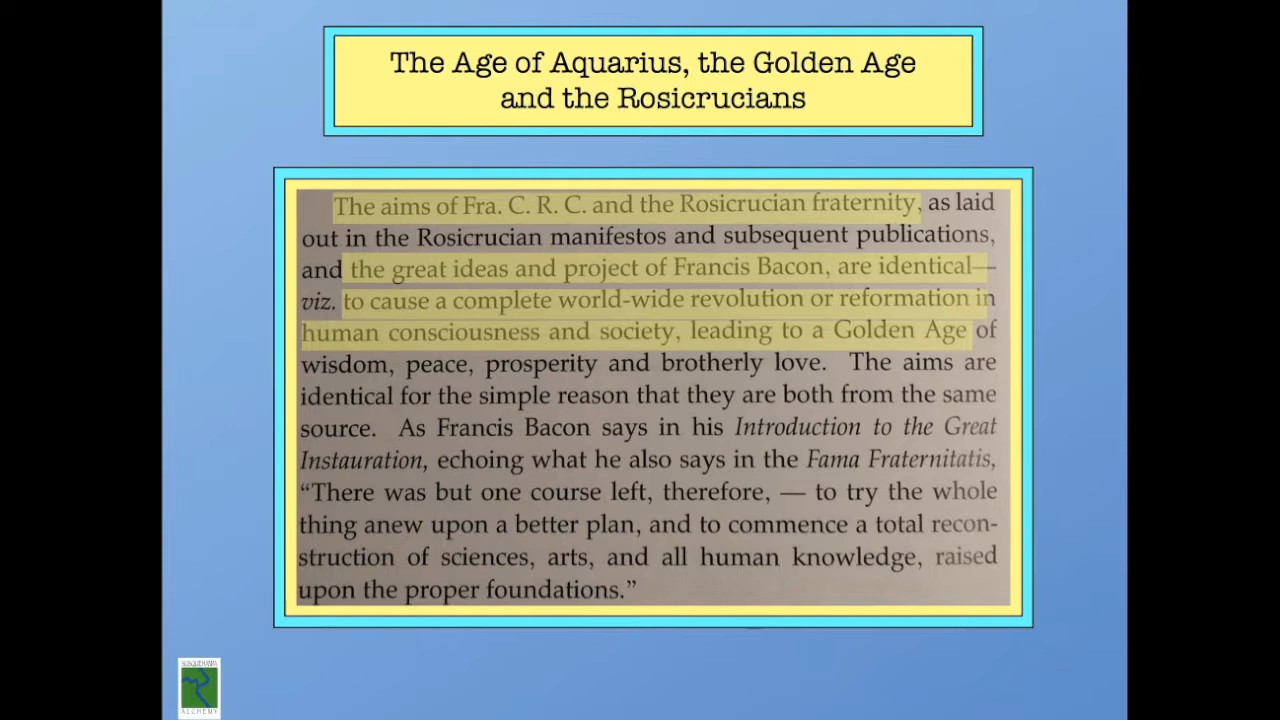 The Age of Aquarius, the Golden Age
and the Rosicrucians
The aims of Fra. C. R. C. and the Rosicrucian fraternity, as laid
out in the Rosicrucian manifestos and subsequent publications,
and the great ideas and project of Francis Bacon, are identical—
viz. to cause a complete world-wide revolution or reformation in
human consciousness and society, leading to a Golden Age of
wisdom, peace, prosperity and brotherly love. The aims are
identical for the simple reason that they are both from the same
source. As Francis Bacon says in his Introduction to the Great
Instauration, echoing what he also says in the Fama Fraternitatis,
“There was but one course left, therefore, — to try the whole
thing anew upon a better plan, and to commence a total recon-
struction of sciences, arts, and all human knowledge, raised
upon the proper foundations.”
SUSQUEHANNA
ALCHEMY